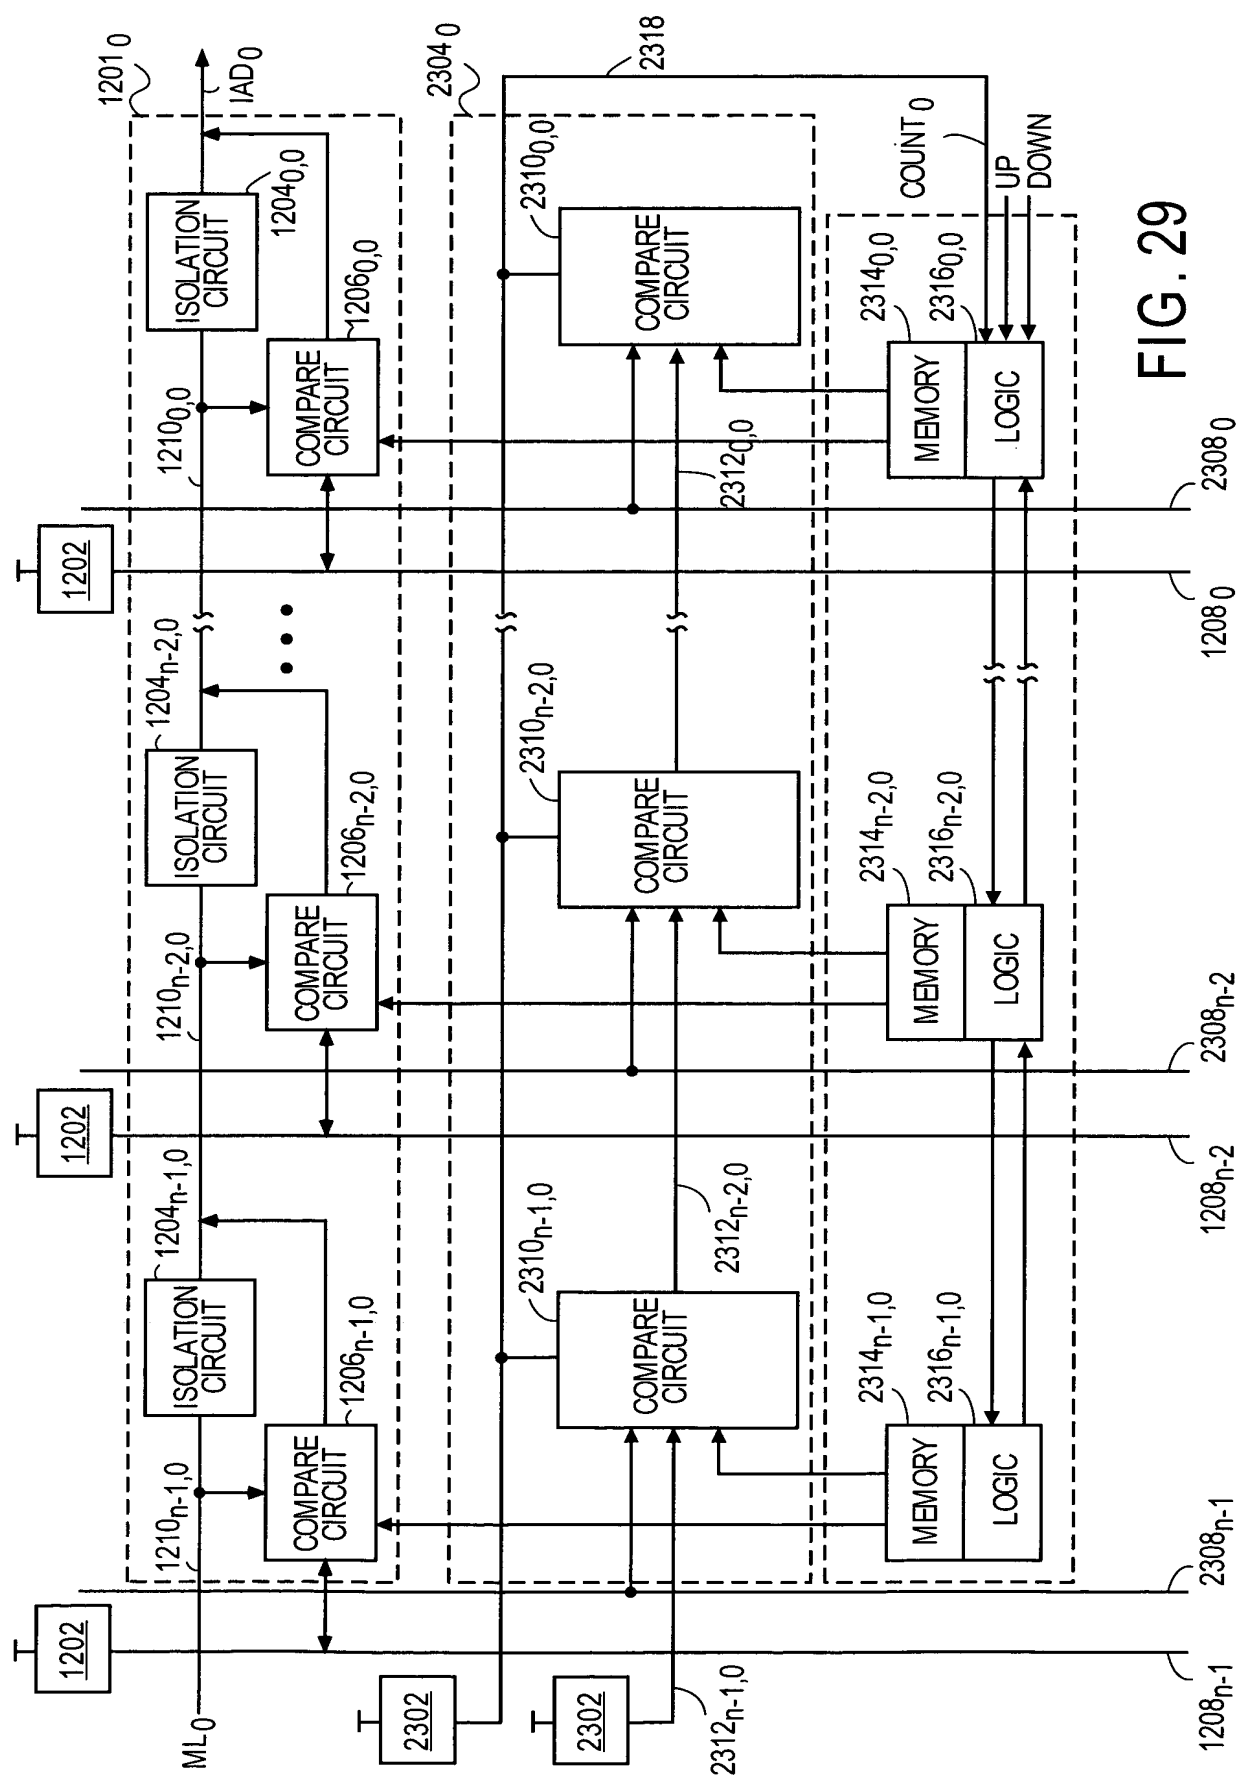 1201₀
IAD₀
ISOLATION
CIRCUIT
1204₀,₀
1210₀,₀
COMPARE
CIRCUIT
1206₀,₀
1202
ISOLATION
CIRCUIT
1204ₙ₋₂,₀
1210ₙ₋₂,₀
COMPARE
CIRCUIT
1206ₙ₋₂,₀
1202
ISOLATION
CIRCUIT
1204ₙ₋₁,₀
1210ₙ₋₁,₀
COMPARE
CIRCUIT
1206ₙ₋₁,₀
1202
ML₀
2304₀
2318
COMPARE
CIRCUIT
2310₀,₀
2312₀,₀
COMPARE
CIRCUIT
2310ₙ₋₂,₀
2312ₙ₋₂,₀
COMPARE
CIRCUIT
2310ₙ₋₁,₀
2302
2302
2312ₙ₋₁,₀
COUNT₀
UP
DOWN
MEMORY
2314₀,₀
LOGIC
2316₀,₀
MEMORY
2314ₙ₋₂,₀
LOGIC
2316ₙ₋₂,₀
MEMORY
2314ₙ₋₁,₀
LOGIC
2316ₙ₋₁,₀
1208ₙ₋₁
2308ₙ₋₁
1208ₙ₋₂
2308ₙ₋₂
1208₀
2308₀
FIG. 29